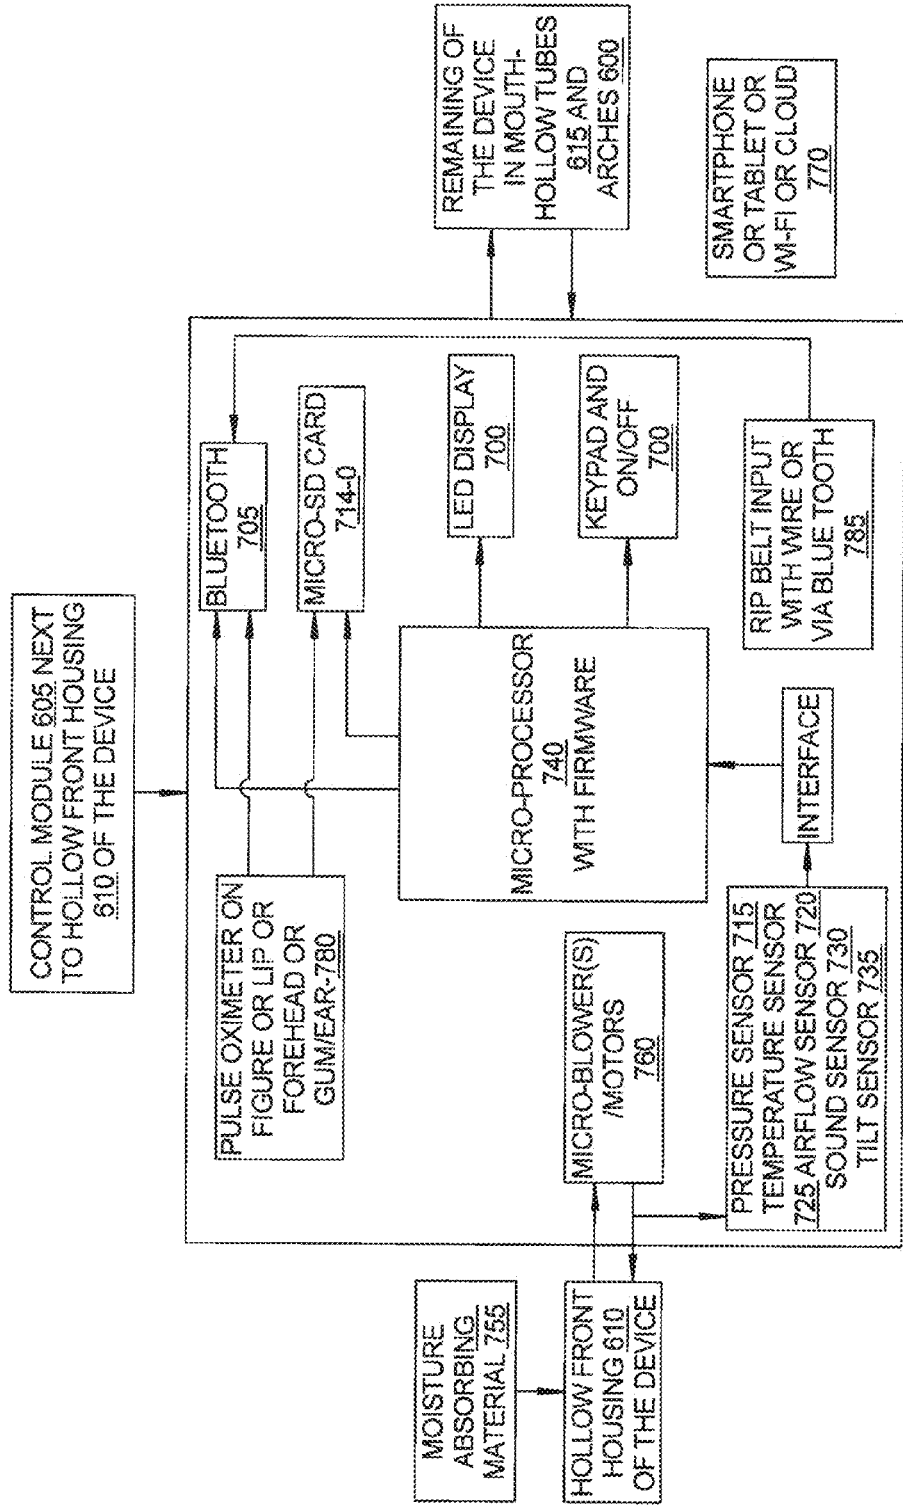 CONTROL MODULE 605 NEXT
TO HOLLOW FRONT HOUSING
610 OF THE DEVICE
MOISTURE
ABSORBING
MATERIAL 755
HOLLOW FRONT
HOUSING 610
OF THE DEVICE
PULSE OXIMETER ON
FIGURE OR LIP OR
FOREHEAD OR
GUM/EAR-780
BLUETOOTH
705
MICRO-SD CARD
714-0
MICRO-BLOWER(S)
/MOTORS
760
MICRO-PROCESSOR
740
WITH FIRMWARE
LED DISPLAY
700
KEYPAD AND
ON/OFF
700
PRESSURE SENSOR 715
TEMPERATURE SENSOR
725 AIRFLOW SENSOR 720
SOUND SENSOR 730
TILT SENSOR 735
INTERFACE
RIP BELT INPUT
WITH WIRE OR
VIA BLUE TOOTH
785
REMAINING OF
THE DEVICE
IN MOUTH-
HOLLOW TUBES
615 AND
ARCHES 600
SMARTPHONE
OR TABLET OR
WI-FI OR CLOUD
770